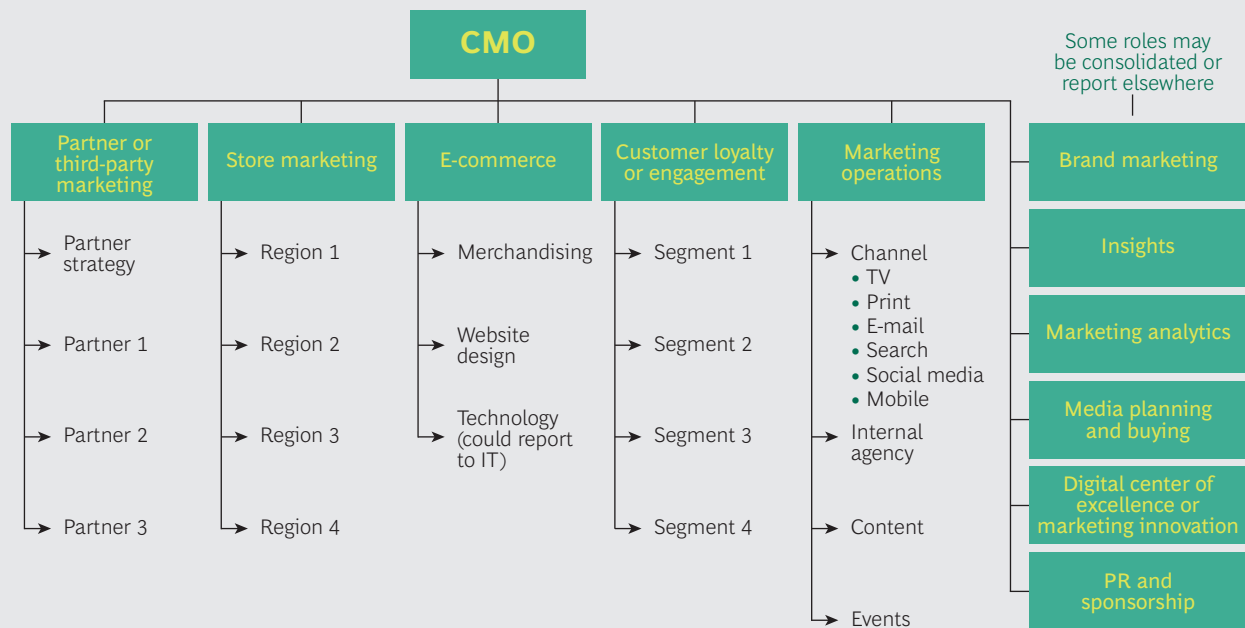 CMO
Some roles may
be consolidated or
report elsewhere
Partner or
third-party
marketing
Partner
strategy
Partner 1
Partner 2
Partner 3
Store marketing
Region 1
Region 2
Region 3
Region 4
E-commerce
Merchandising
Website
design
Technology
(could report
to IT)
Customer loyalty
or engagement
Segment 1
Segment 2
Segment 3
Segment 4
Marketing
operations
Channel
• TV
• Print
• E-mail
• Search
• Social media
• Mobile
Internal
agency
Content
Events
Brand marketing
Insights
Marketing analytics
Media planning
and buying
Digital center of
excellence or
marketing innovation
PR and
sponsorship